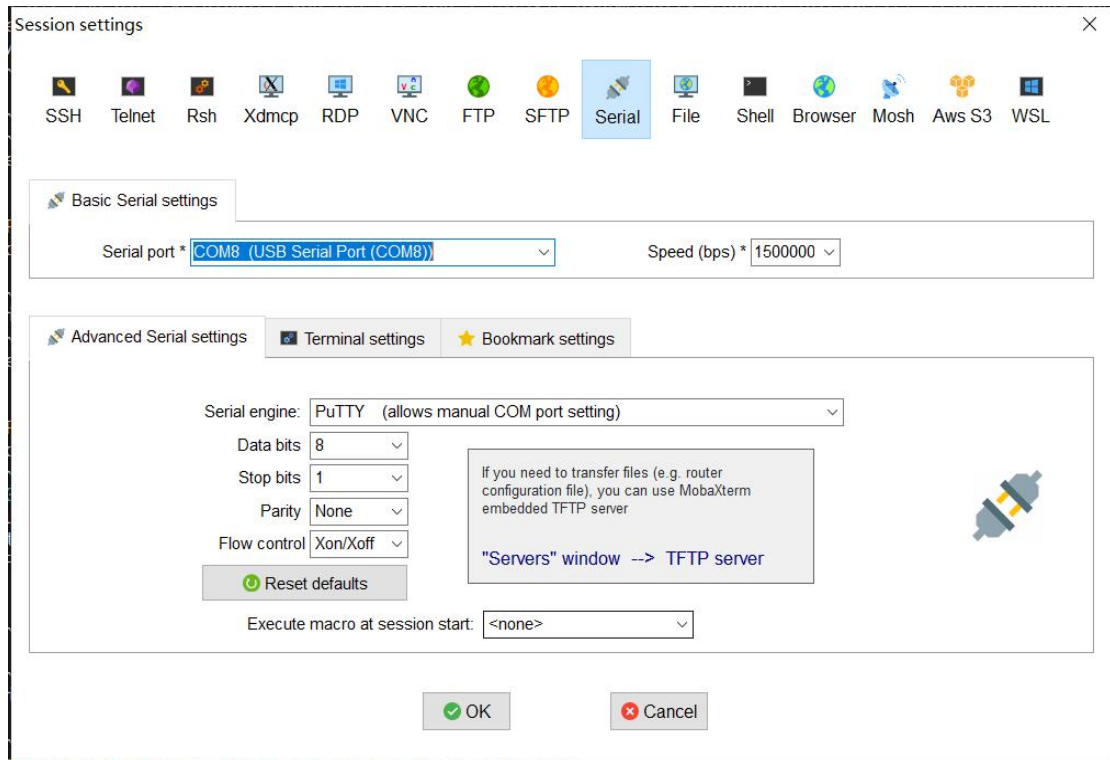 Session settings
SSH Telnet Rsh Xdmcp RDP VNC FTP SFTP Serial File Shell Browser Mosh Aws S3 WSL
Basic Serial settings
Serial port * COM8 (USB Serial Port (COM8)) Speed (bps) * 1500000
Advanced Serial settings Terminal settings Bookmark settings
Serial engine: PuTTY (allows manual COM port setting)
Data bits 8
Stop bits 1
Parity None
Flow control Xon/Xoff
Reset defaults
If you need to transfer files (e.g. router
configuration file), you can use MobaXterm
embedded TFTP server
"Servers" window --> TFTP server
Execute macro at session start: <none>
OK Cancel